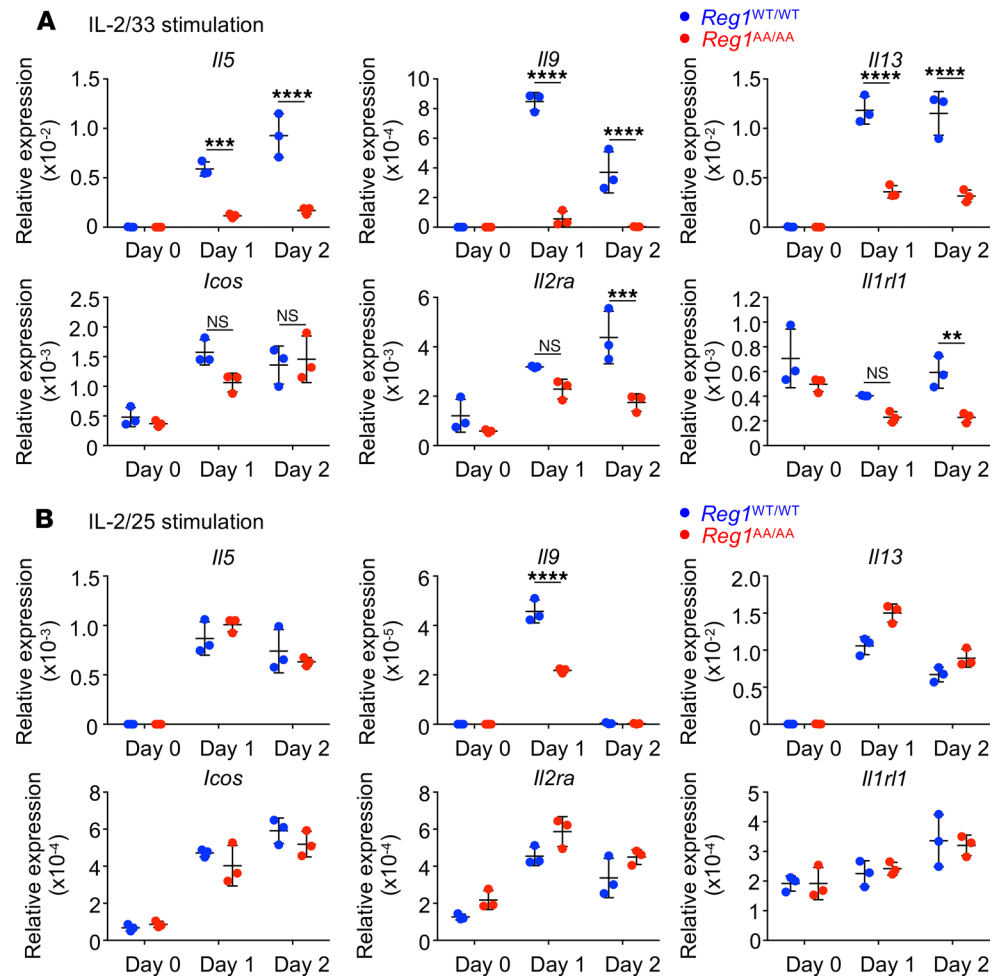 A IL-2/33 stimulation
Reg1WT/WT
Reg1AA/AA
Il5
Relative expression
(x10-2)
1.5
1.0
0.5
0
***
****
Day 0 Day 1 Day 2
Il9
Relative expression
(x10-4)
10
8
6
4
2
0
****
****
Day 0 Day 1 Day 2
Il13
Relative expression
(x10-2)
1.5
1.0
0.5
0
****
****
Day 0 Day 1 Day 2
Icos
Relative expression
(x10-3)
2.5
2.0
1.5
1.0
0.5
0
NS
NS
Day 0 Day 1 Day 2
Il2ra
Relative expression
(x10-3)
6
4
2
0
NS
***
Day 0 Day 1 Day 2
Il1rl1
Relative expression
(x10-3)
1.2
1.0
0.8
0.6
0.4
0.2
0
NS
**
Day 0 Day 1 Day 2
B IL-2/25 stimulation
Reg1WT/WT
Reg1AA/AA
Il5
Relative expression
(x10-3)
1.5
1.0
0.5
0
Day 0 Day 1 Day 2
Il9
Relative expression
(x10-5)
6
4
2
0
****
Day 0 Day 1 Day 2
Il13
Relative expression
(x10-2)
2.0
1.5
1.0
0.5
0
Day 0 Day 1 Day 2
Icos
Relative expression
(x10-4)
8
6
4
2
0
Day 0 Day 1 Day 2
Il2ra
Relative expression
(x10-4)
8
6
4
2
0
Day 0 Day 1 Day 2
Il1rl1
Relative expression
(x10-4)
5
4
3
2
1
0
Day 0 Day 1 Day 2